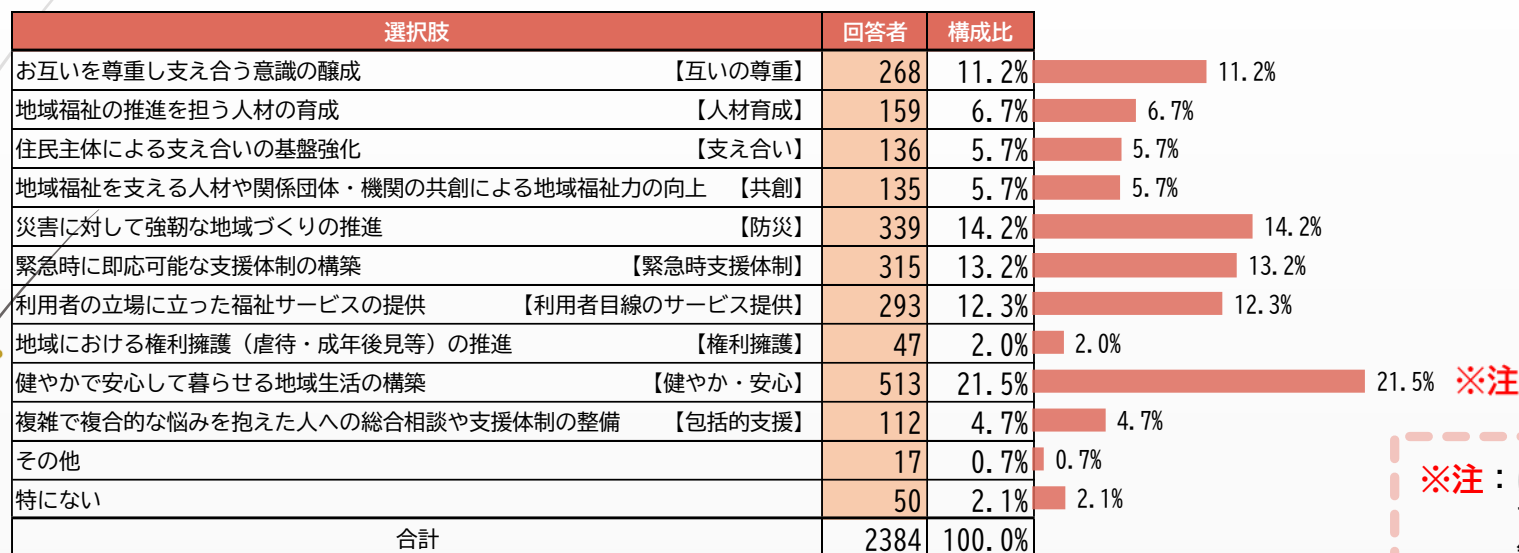 選択肢 回答者 構成比
お互いを尊重し支え合う意識の醸成 【互いの尊重】 268 11.2% 11.2%
地域福祉の推進を担う人材の育成 【人材育成】 159 6.7% 6.7%
住民主体による支え合いの基盤強化 【支え合い】 136 5.7% 5.7%
地域福祉を支える人材や関係団体・機関の共創による地域福祉力の向上 【共創】 135 5.7% 5.7%
災害に対して強靭な地域づくりの推進 【防災】 339 14.2% 14.2%
緊急時に即応可能な支援体制の構築 【緊急時支援体制】 315 13.2% 13.2%
利用者の立場に立った福祉サービスの提供 【利用者目線のサービス提供】 293 12.3% 12.3%
地域における権利擁護（虐待・成年後見等）の推進 【権利擁護】 47 2.0% 2.0%
健やかで安心して暮らせる地域生活の構築 【健やか・安心】 513 21.5% 21.5% ※注
複雑で複合的な悩みを抱えた人への総合相談や支援体制の整備 【包括的支援】 112 4.7% 4.7%
その他 17 0.7% 0.7%
特にない 50 2.1% 2.1%
合計 2384 100.0%
※注：